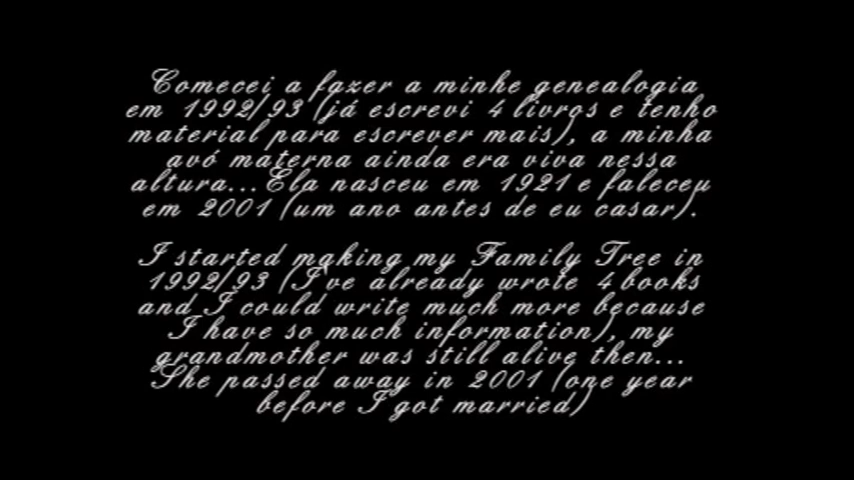 Comecei a fazer a minhe genealogia
em 1992/93 (já escrevi 4 livros e tenho
material para escrever mais), a minha
avó materna ainda era viva nessa
altura...Ela nasceu em 1921 e faleceu
em 2001 (um ano antes de eu casar).
I started making my Family Tree in
1992/93 (I've already wrote 4 books
and I could write much more because
I have so much information), my
grandmother was still alive then...
She passed away in 2001 (one year
before I got married)